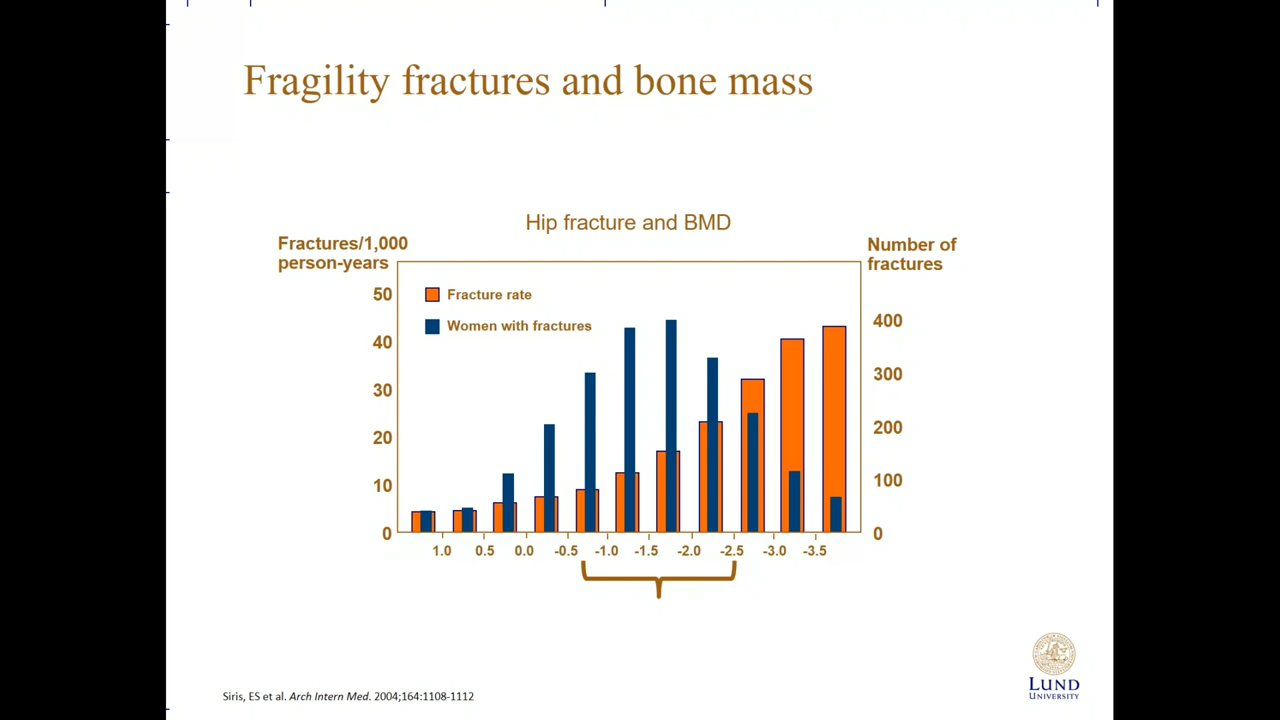 Fragility fractures and bone mass
Hip fracture and BMD
Fractures/1,000
person-years
Number of
fractures
50
40
30
20
10
0
Fracture rate
Women with fractures
400
300
200
100
0
1.0 0.5 0.0 -0.5 -1.0 -1.5 -2.0 -2.5 -3.0 -3.5
Siris, ES et al. Arch Intern Med. 2004;164:1108-1112
LUND
UNIVERSITY